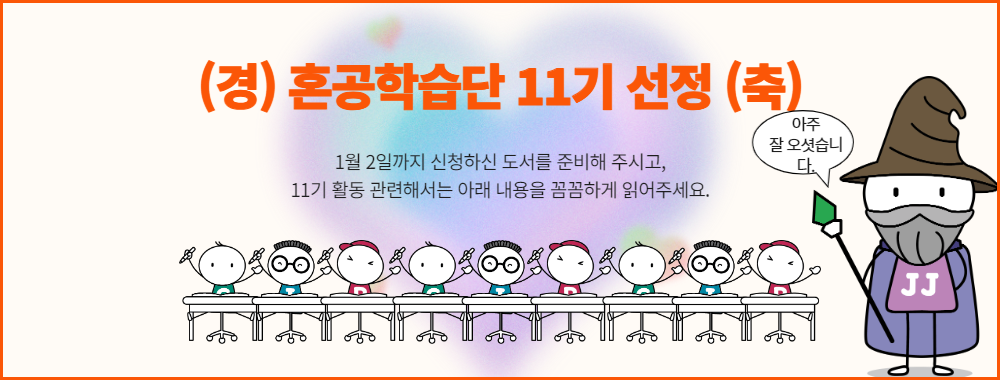 (경) 혼공학습단 11기 선정 (축)
아주
잘 오셧습니
다.
1월 2일까지 신청하신 도서를 준비해 주시고,
11기 활동 관련해서는 아래 내용을 꼼꼼하게 읽어주세요.
JJ